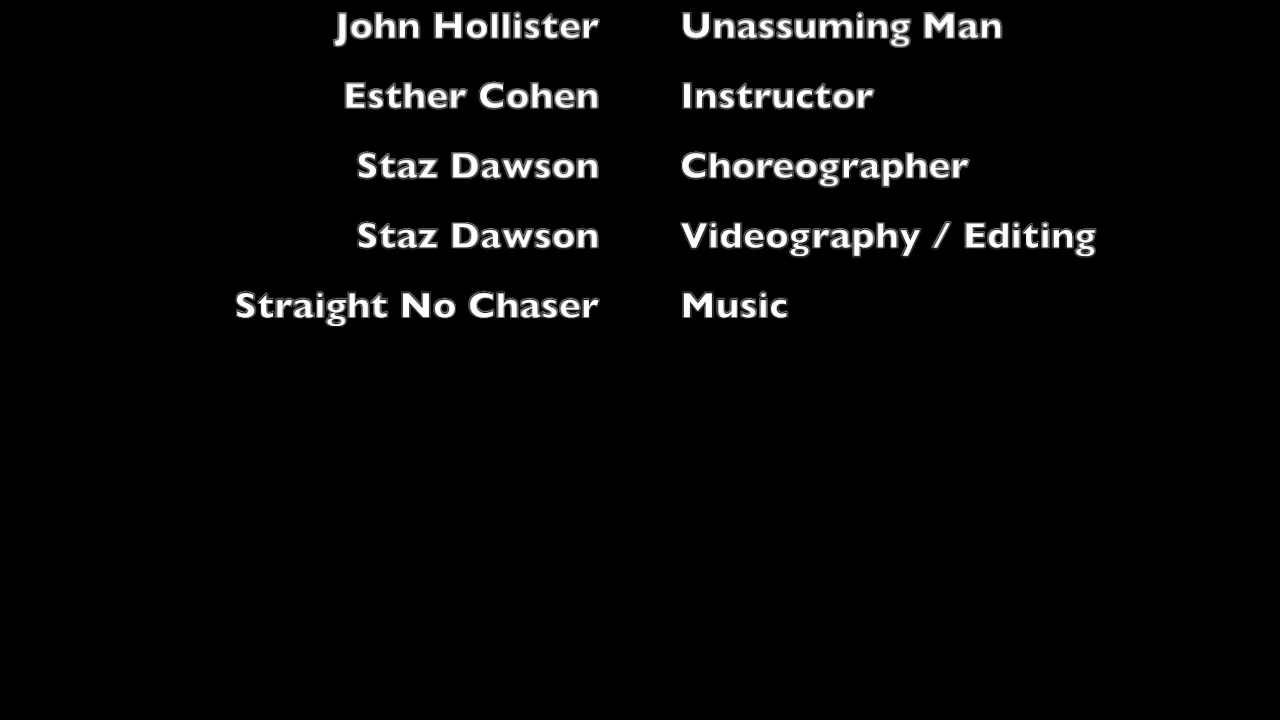 John Hollister Unassuming Man
Esther Cohen Instructor
Staz Dawson Choreographer
Staz Dawson Videography / Editing
Straight No Chaser Music